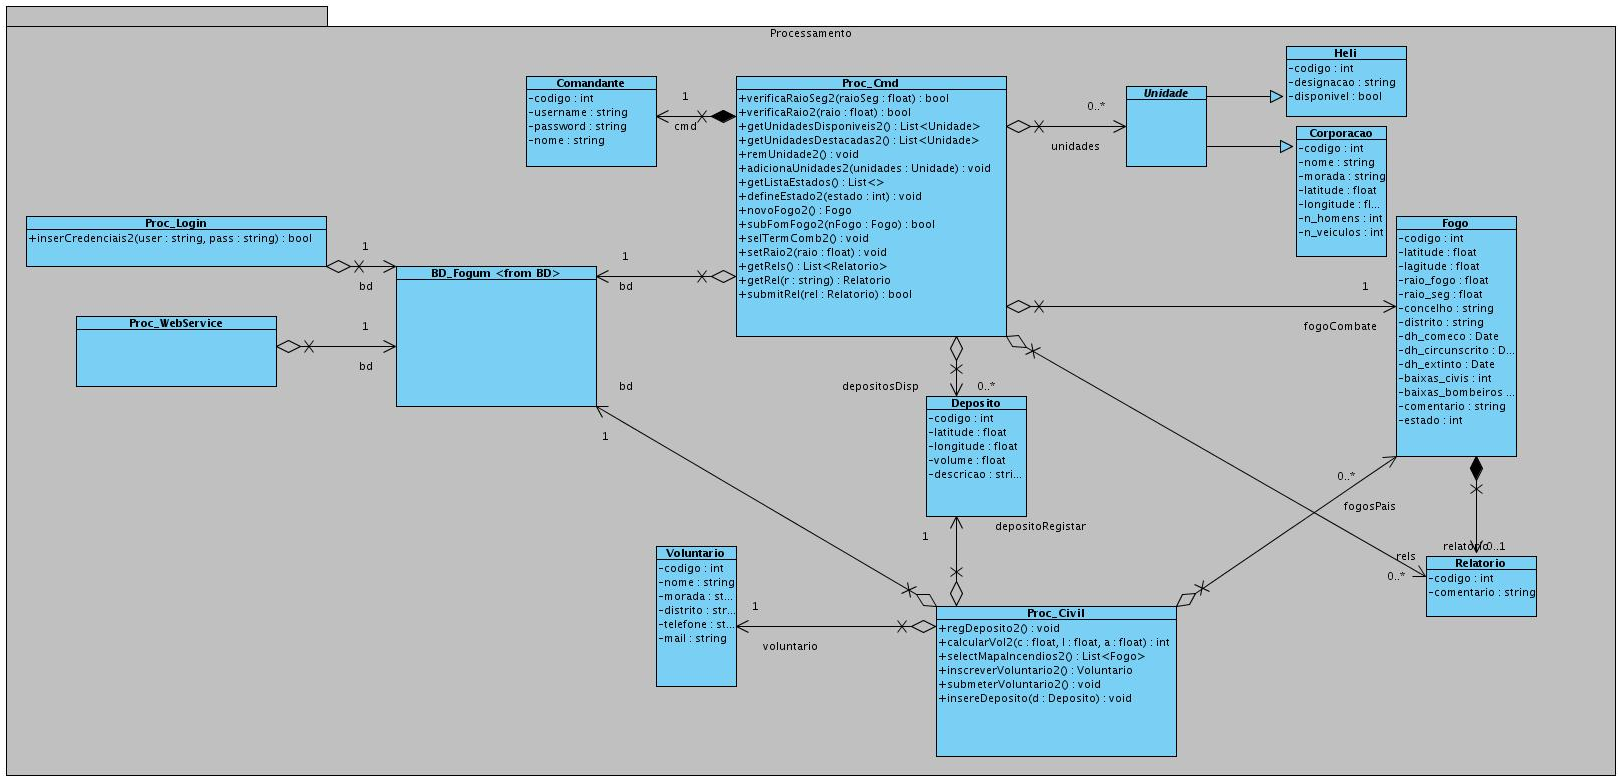 Processamento
Heli
-codigo : int
-designacao : string
-disponivel : bool
Comandante
-codigo : int
-username : string
-password : string
-nome : string
1
cmd
Proc_Cmd
+verificaRaioSeg2(raioSeg : float) : bool
+verificaRaio2(raio : float) : bool
+getUnidadesDisponiveis2() : List<Unidade>
+getUnidadesDestacadas2() : List<Unidade>
+remUnidade2() : void
+adicionaUnidades2(unidades : Unidade) : void
+getListaEstados() : List<>
+defineEstado2(estado : int) : void
+novoFogo2() : Fogo
+subFomFogo2(nFogo : Fogo) : bool
+selTermComb2() : void
+setRaio2(raio : float) : void
+getRels() : List<Relatorio>
+getRel(r : string) : Relatorio
+submitRel(rel : Relatorio) : bool
0..*
unidades
Unidade
Corporacao
-codigo : int
-nome : string
-morada : string
-latitude : float
-longitude : fl...
-n_homens : int
-n_veiculos : int
Proc_Login
+inserCredenciais2(user : string, pass : string) : bool
1
bd
BD_Fogum <from BD>
1
bd
Proc_WebService
1
bd
Fogo
-codigo : int
-latitude : float
-lagitude : float
-raio_fogo : float
-raio_seg : float
-concelho : string
-distrito : string
-dh_comeco : Date
-dh_circunscrito : D...
-dh_extinto : Date
-baixas_civis : int
-baixas_bombeiros ...
-comentario : string
-estado : int
1
fogoCombate
depositosDisp
0..*
Deposito
-codigo : int
-latitude : float
-longitude : float
-volume : float
-descricao : stri...
bd
1
1
depositoRegistar
0..*
fogosPais
relatorio
0..1
rels
0..*
Relatorio
-codigo : int
-comentario : string
Voluntario
-codigo : int
-nome : string
-morada : st...
-distrito : str...
-telefone : st...
-mail : string
1
voluntario
Proc_Civil
+regDeposito2() : void
+calcularVol2(c : float, l : float, a : float) : int
+selectMapaIncendios2() : List<Fogo>
+inscreverVoluntario2() : Voluntario
+submeterVoluntario2() : void
+insereDeposito(d : Deposito) : void